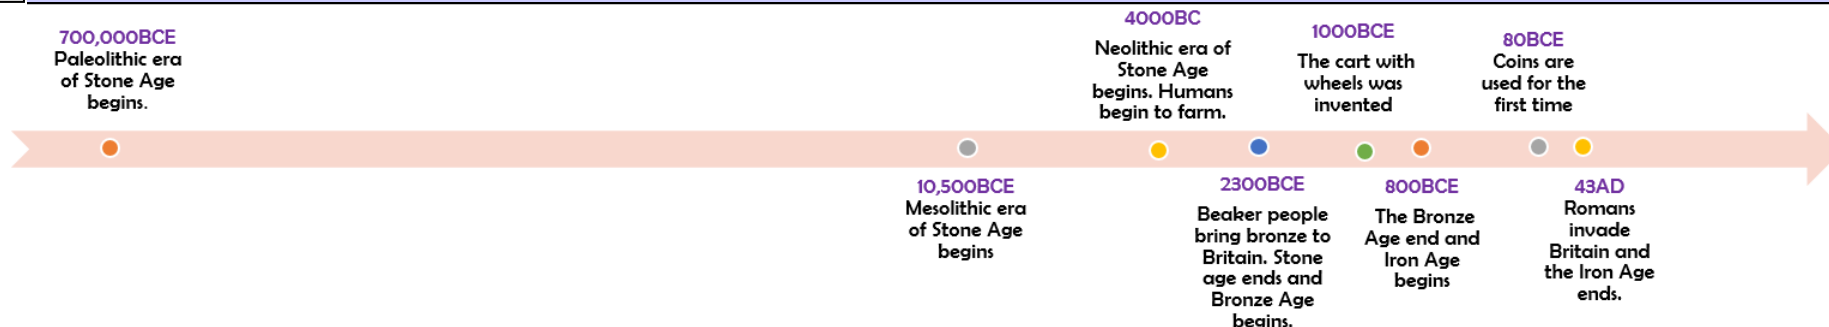 700,000BCE
Paleolithic era
of Stone Age
begins.
10,500BCE
Mesolithic era
of Stone Age
begins
4000BC
Neolithic era of
Stone Age
begins. Humans
begin to farm.
2300BCE
Beaker people
bring bronze to
Britain. Stone
age ends and
Bronze Age
begins.
1000BCE
The cart with
wheels was
invented
800BCE
The Bronze
Age end and
Iron Age
begins
80BCE
Coins are
used for the
first time
43AD
Romans
invade
Britain and
the Iron Age
ends.